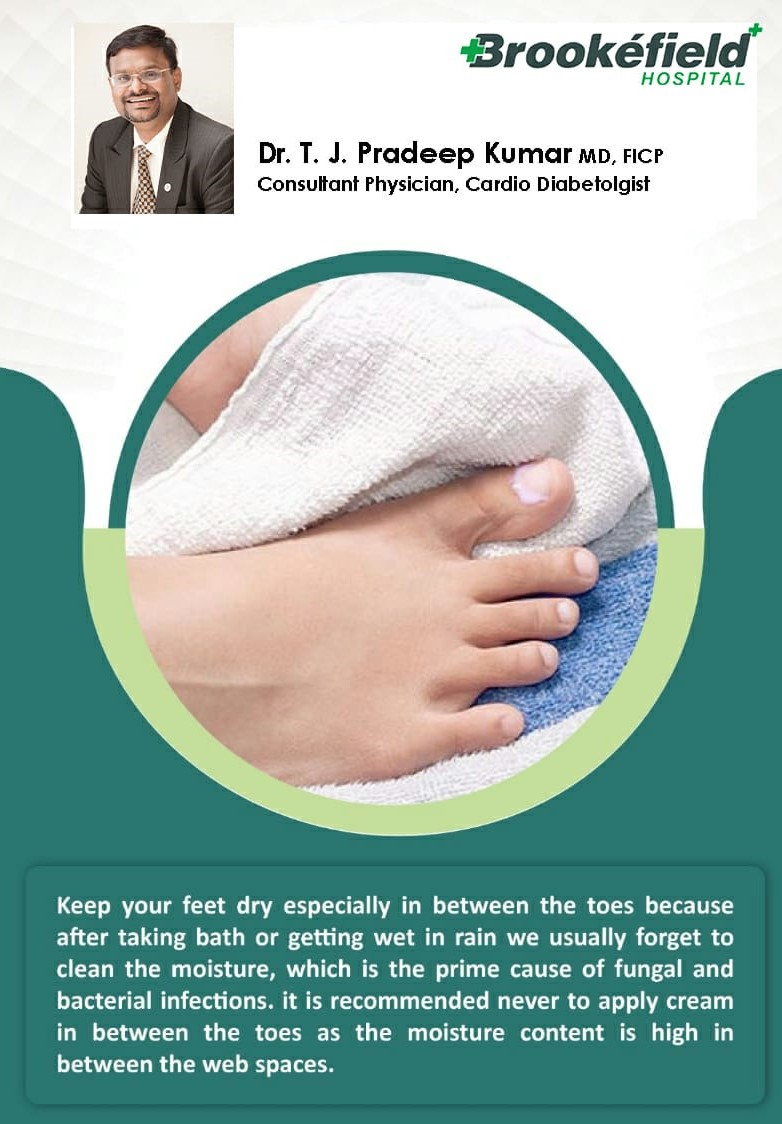 Brookéfield
HOSPITAL
Dr. T. J. Pradeep Kumar MD, FICP
Consultant Physician, Cardio Diabetolgist
Keep your feet dry especially in between the toes because
after taking bath or getting wet in rain we usually forget to
clean the moisture, which is the prime cause of fungal and
bacterial infections. it is recommended never to apply cream
in between the toes as the moisture content is high in
between the web spaces.